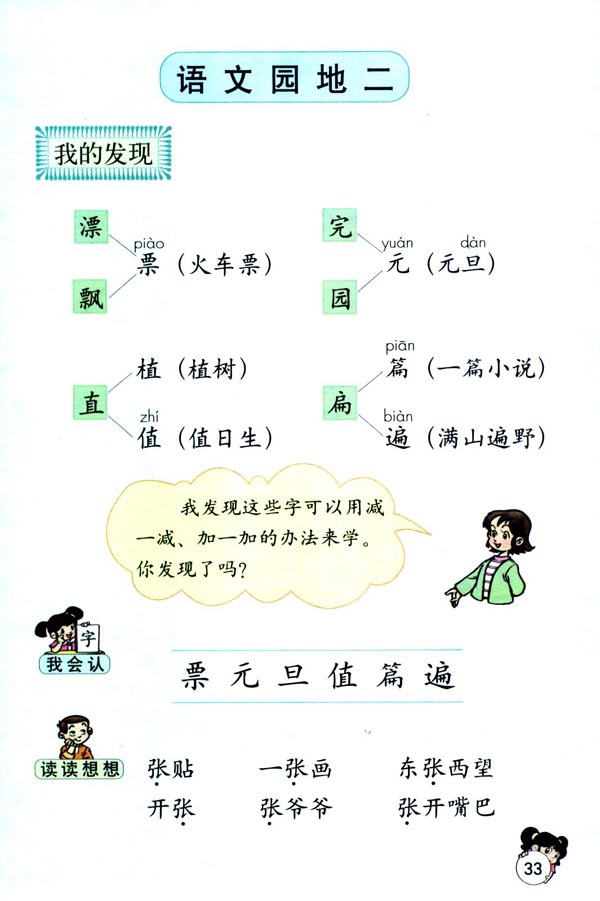 语文园地二
我的发现
漂
piào
票（火车票）
飘
完
yuán dàn
元（元旦）
园
植（植树）
直
zhí
值（值日生）
piān
篇（一篇小说）
扁
biàn
遍（满山遍野）
我发现这些字可以用减
一减、加一加的办法来学。
你发现了吗？
字
我会认
票 元 旦 值 篇 遍
读读想想
张贴 一张画 东张西望
开张 张爷爷 张开嘴巴
33